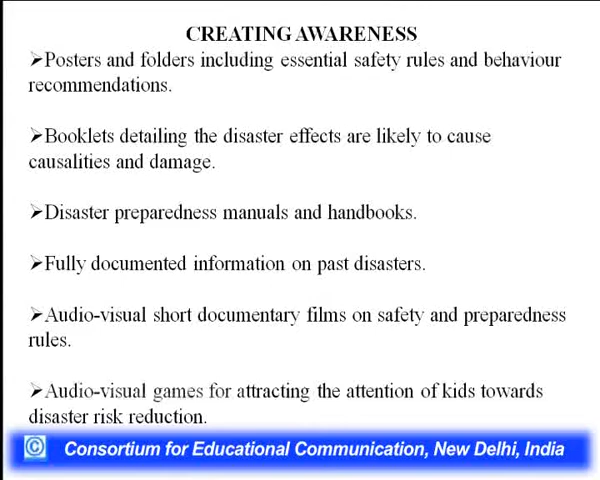 CREATING AWARENESS
➢Posters and folders including essential safety rules and behaviour
recommendations.
➢Booklets detailing the disaster effects are likely to cause
causalities and damage.
➢Disaster preparedness manuals and handbooks.
➢Fully documented information on past disasters.
➢Audio-visual short documentary films on safety and preparedness
rules.
➢Audio-visual games for attracting the attention of kids towards
disaster risk reduction.
© Consortium for Educational Communication, New Delhi, India